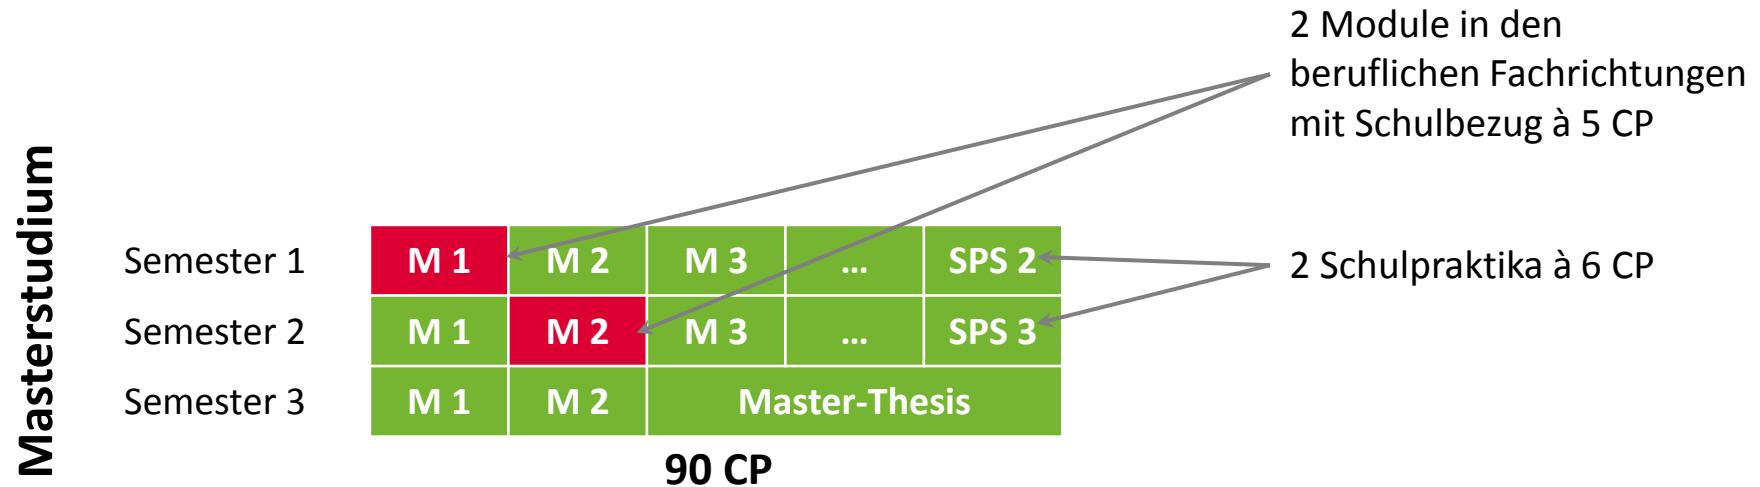 2 Module in den
beruflichen Fachrichtungen
mit Schulbezug à 5 CP
Masterstudium
Semester 1 M 1 M 2 M 3 ... SPS 2
2 Schulpraktika à 6 CP
Semester 2 M 1 M 2 M 3 ... SPS 3
Semester 3 M 1 M 2 Master-Thesis
90 CP